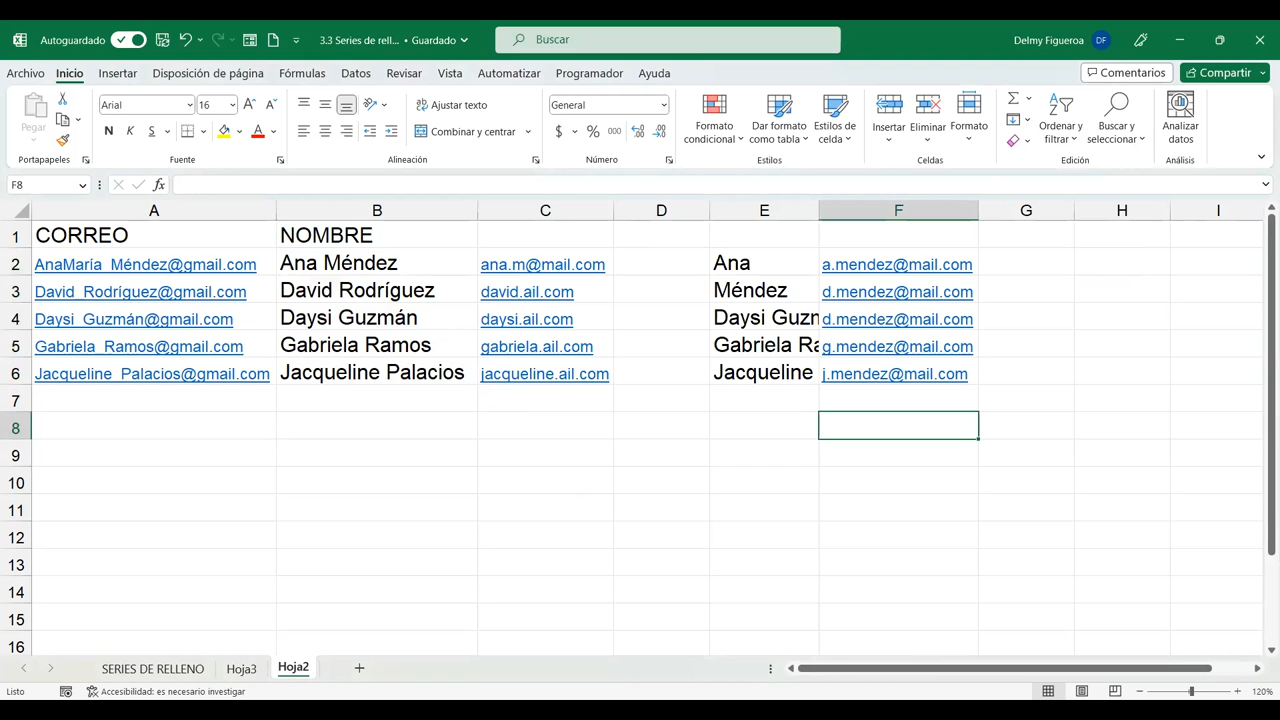 Autoguardado 3.3 Series de rell... • Guardado Buscar Delmy Figueroa DF
Archivo Inicio Insertar Disposición de página Fórmulas Datos Revisar Vista Automatizar Programador Ayuda Comentarios Compartir
Pegar
Portapapeles
Arial 16
N K S
Fuente
Ajustar texto
Combinar y centrar
Alineación
General
$ % 000
Número
Formato condicional
Dar formato como tabla
Estilos de celda
Estilos
Insertar
Eliminar
Formato
Celdas
Ordenar y filtrar
Buscar y seleccionar
Edición
Analizar datos
Análisis
F8 fx
A B C D E F G H I
1 CORREO NOMBRE
2 AnaMaría_Méndez@gmail.com Ana Méndez ana.m@mail.com Ana a.mendez@mail.com
3 David_Rodríguez@gmail.com David Rodríguez david.ail.com Méndez d.mendez@mail.com
4 Daysi_Guzmán@gmail.com Daysi Guzmán daysi.ail.com Daysi Guzn d.mendez@mail.com
5 Gabriela_Ramos@gmail.com Gabriela Ramos gabriela.ail.com Gabriela Ra g.mendez@mail.com
6 Jacqueline_Palacios@gmail.com Jacqueline Palacios jacqueline.ail.com Jacqueline j.mendez@mail.com
7
8
9
10
11
12
13
14
15
16
SERIES DE RELLENO Hoja3 Hoja2
Listo Accesibilidad: es necesario investigar 120%